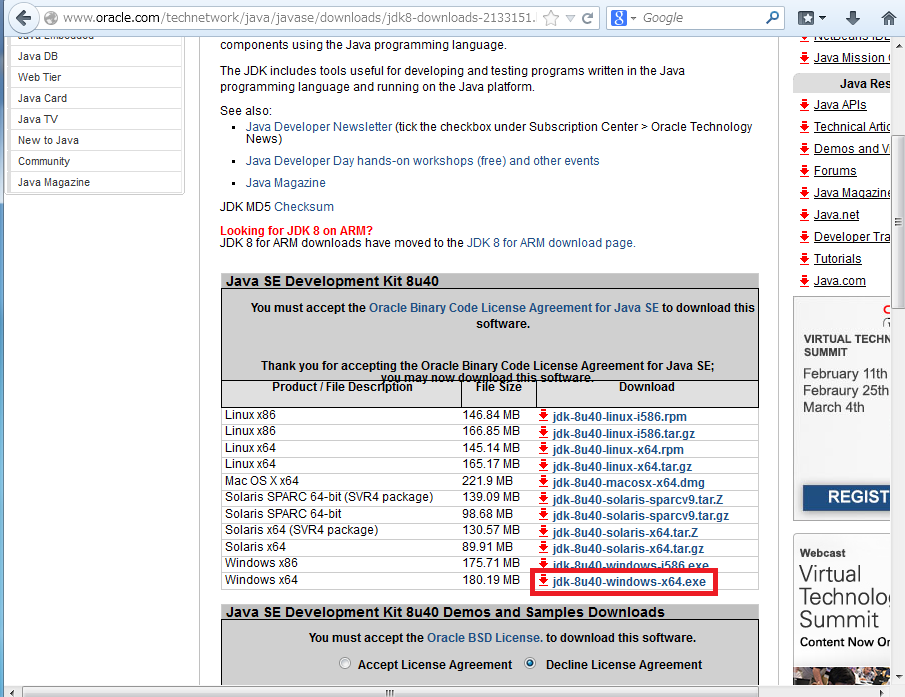 www.oracle.com/technetwork/java/javase/downloads/jdk8-downloads-2133151.
Google
Java Embedded
Java DB
Web Tier
Java Card
Java TV
New to Java
Community
Java Magazine
components using the Java programming language.
The JDK includes tools useful for developing and testing programs written in the Java
programming language and running on the Java platform.
See also:
Java Developer Newsletter (tick the checkbox under Subscription Center > Oracle Technology
News)
Java Developer Day hands-on workshops (free) and other events
Java Magazine
JDK MD5 Checksum
Looking for JDK 8 on ARM?
JDK 8 for ARM downloads have moved to the JDK 8 for ARM download page.
Java SE Development Kit 8u40
You must accept the Oracle Binary Code License Agreement for Java SE to download this
software.
Thank you for accepting the Oracle Binary Code License Agreement for Java SE;
you may now download this software.
Product / File Description File Size Download
Linux x86 146.84 MB jdk-8u40-linux-i586.rpm
Linux x86 166.85 MB jdk-8u40-linux-i586.tar.gz
Linux x64 145.14 MB jdk-8u40-linux-x64.rpm
Linux x64 165.17 MB jdk-8u40-linux-x64.tar.gz
Mac OS X x64 221.9 MB jdk-8u40-macosx-x64.dmg
Solaris SPARC 64-bit (SVR4 package) 139.09 MB jdk-8u40-solaris-sparcv9.tar.Z
Solaris SPARC 64-bit 98.68 MB jdk-8u40-solaris-sparcv9.tar.gz
Solaris x64 (SVR4 package) 130.57 MB jdk-8u40-solaris-x64.tar.Z
Solaris x64 89.91 MB jdk-8u40-solaris-x64.tar.gz
Windows x86 175.71 MB jdk-8u40-windows-i586.exe
Windows x64 180.19 MB jdk-8u40-windows-x64.exe
Java SE Development Kit 8u40 Demos and Samples Downloads
You must accept the Oracle BSD License. to download this software.
Accept License Agreement Decline License Agreement
NetBeans IDE
Java Mission
Java Res
Java APIs
Technical Artic
Demos and V
Forums
Java Magazine
Java.net
Developer Tra
Tutorials
Java.com
VIRTUAL TECHN
SUMMIT
February 11th
Febraury 25th
March 4th
REGIST
Webcast
Virtual
Technolo
Summit
Content Now On